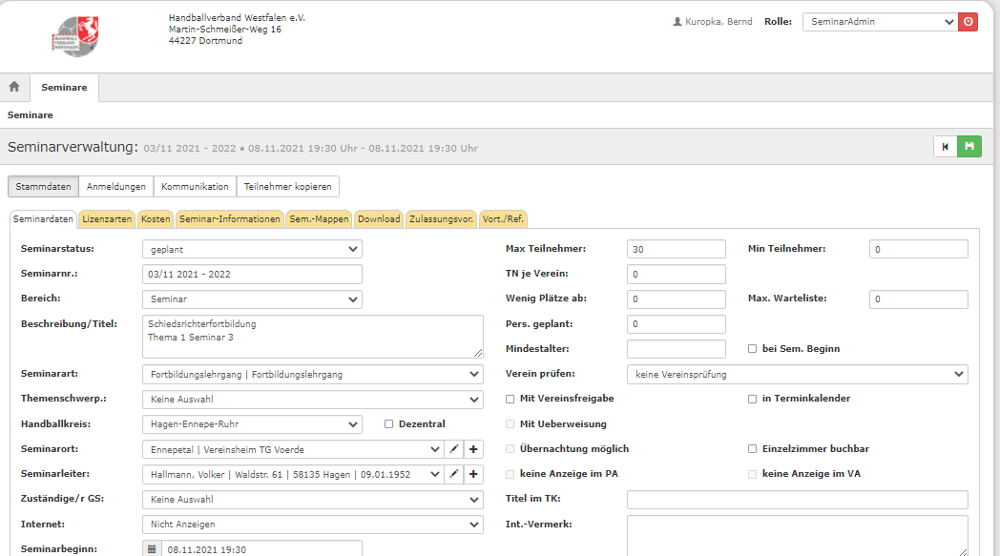 HANDBALL
VERBAND
WESTFALEN
Handballverband Westfalen e.V.
Martin-Schmeißer-Weg 16
44227 Dortmund
Kuropka, Bernd Rolle: SeminarAdmin
Seminare
Seminare
Seminarverwaltung: 03/11 2021 - 2022 • 08.11.2021 19:30 Uhr - 08.11.2021 19:30 Uhr
Stammdaten Anmeldungen Kommunikation Teilnehmer kopieren
Seminardaten Lizenzarten Kosten Seminar-Informationen Sem.-Mappen Download Zulassungsvor. Vort./Ref.
Seminarstatus: geplant Max Teilnehmer: 30 Min Teilnehmer: 0
Seminarnr.: 03/11 2021 - 2022 TN je Verein: 0
Bereich: Seminar Wenig Plätze ab: 0 Max. Warteliste: 0
Beschreibung/Titel: Schiedsrichterfortbildung Pers. geplant: 0
Thema 1 Seminar 3
Mindestalter: bei Sem. Beginn
Seminarart: Fortbildungslehrgang | Fortbildungslehrgang Verein prüfen: keine Vereinsprüfung
Themenschwerp.: Keine Auswahl Mit Vereinsfreigabe in Terminkalender
Handballkreis: Hagen-Ennepe-Ruhr Dezentral Mit Ueberweisung
Seminarort: Ennepetal | Vereinsheim TG Voerde Übernachtung möglich Einzelzimmer buchbar
Seminarleiter: Hallmann, Volker | Waldstr. 61 | 58135 Hagen | 09.01.1952 keine Anzeige im PA keine Anzeige im VA
Zuständige/r GS: Keine Auswahl Titel im TK:
Internet: Nicht Anzeigen Int.-Vermerk:
Seminarbeginn: 08.11.2021 19:30